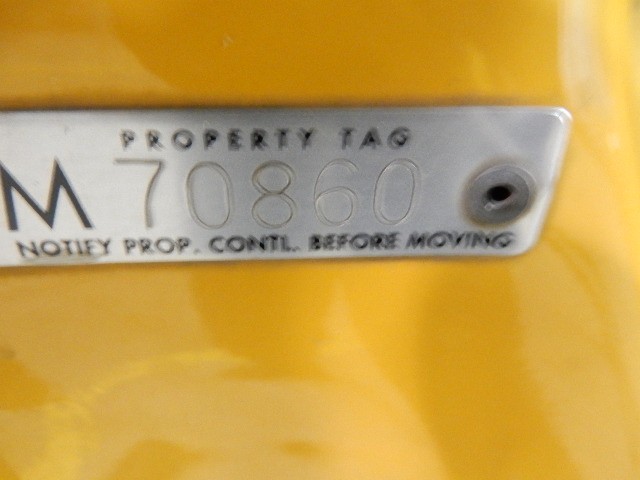 PROPERTY TAG
M 70860
NOTIFY PROP. CONTL. BEFORE MOVING